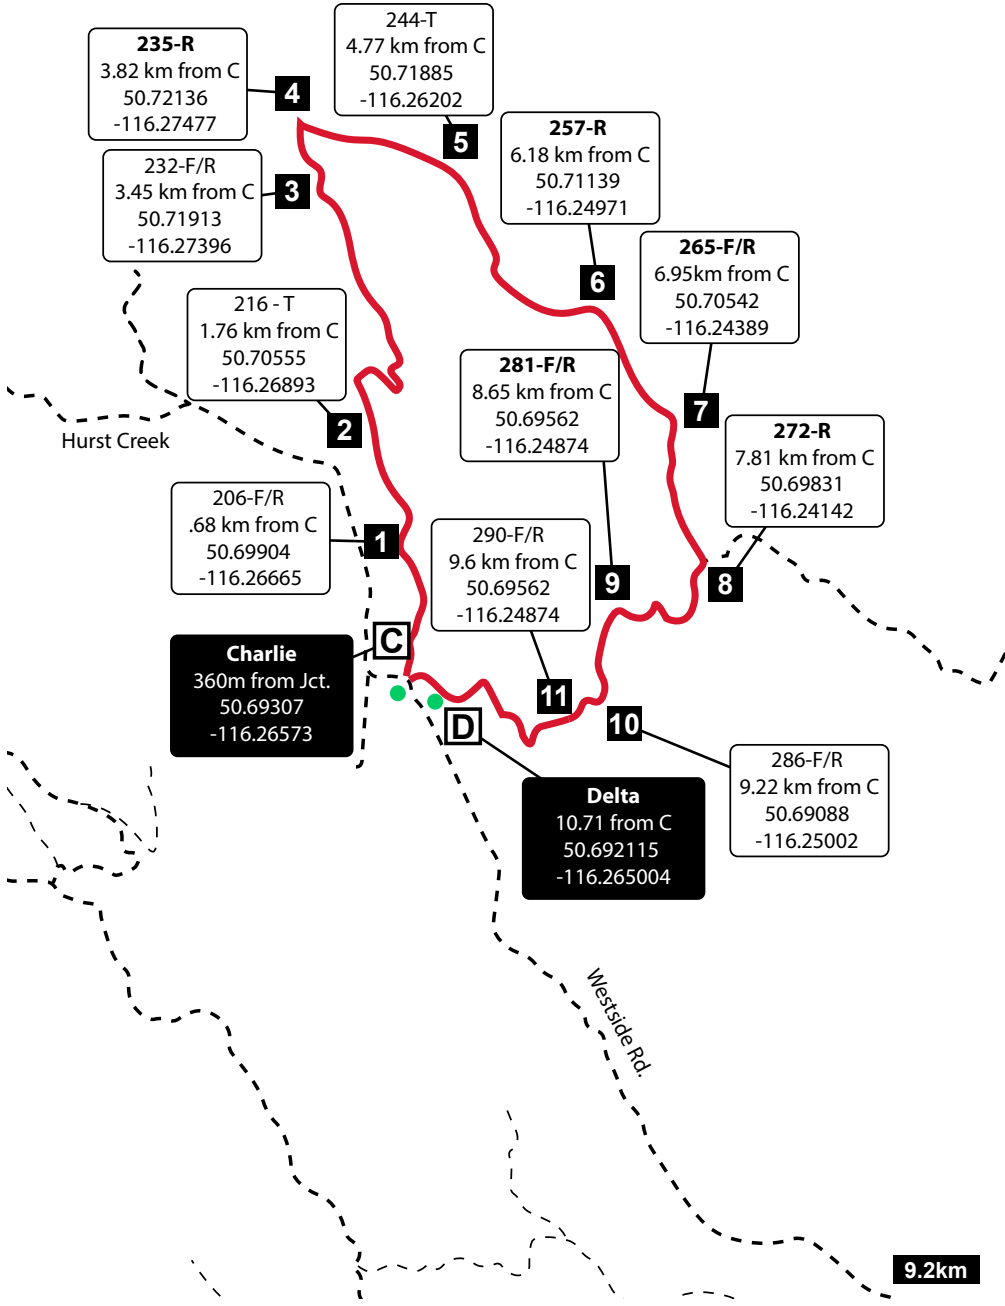 244-T
4.77 km from C
50.71885
-116.26202
235-R
3.82 km from C
50.72136
-116.27477
4
5
257-R
6.18 km from C
50.71139
-116.24971
232-F/R
3.45 km from C
50.71913
-116.27396
3
265-F/R
6.95km from C
50.70542
-116.24389
6
216 - T
1.76 km from C
50.70555
-116.26893
2
281-F/R
8.65 km from C
50.69562
-116.24874
7
272-R
7.81 km from C
50.69831
-116.24142
Hurst Creek
206-F/R
.68 km from C
50.69904
-116.26665
1
290-F/R
9.6 km from C
50.69562
-116.24874
9
8
C
Charlie
360m from Jct.
50.69307
-116.26573
11
10
D
286-F/R
9.22 km from C
50.69088
-116.25002
Delta
10.71 from C
50.692115
-116.265004
Westside Rd.
9.2km